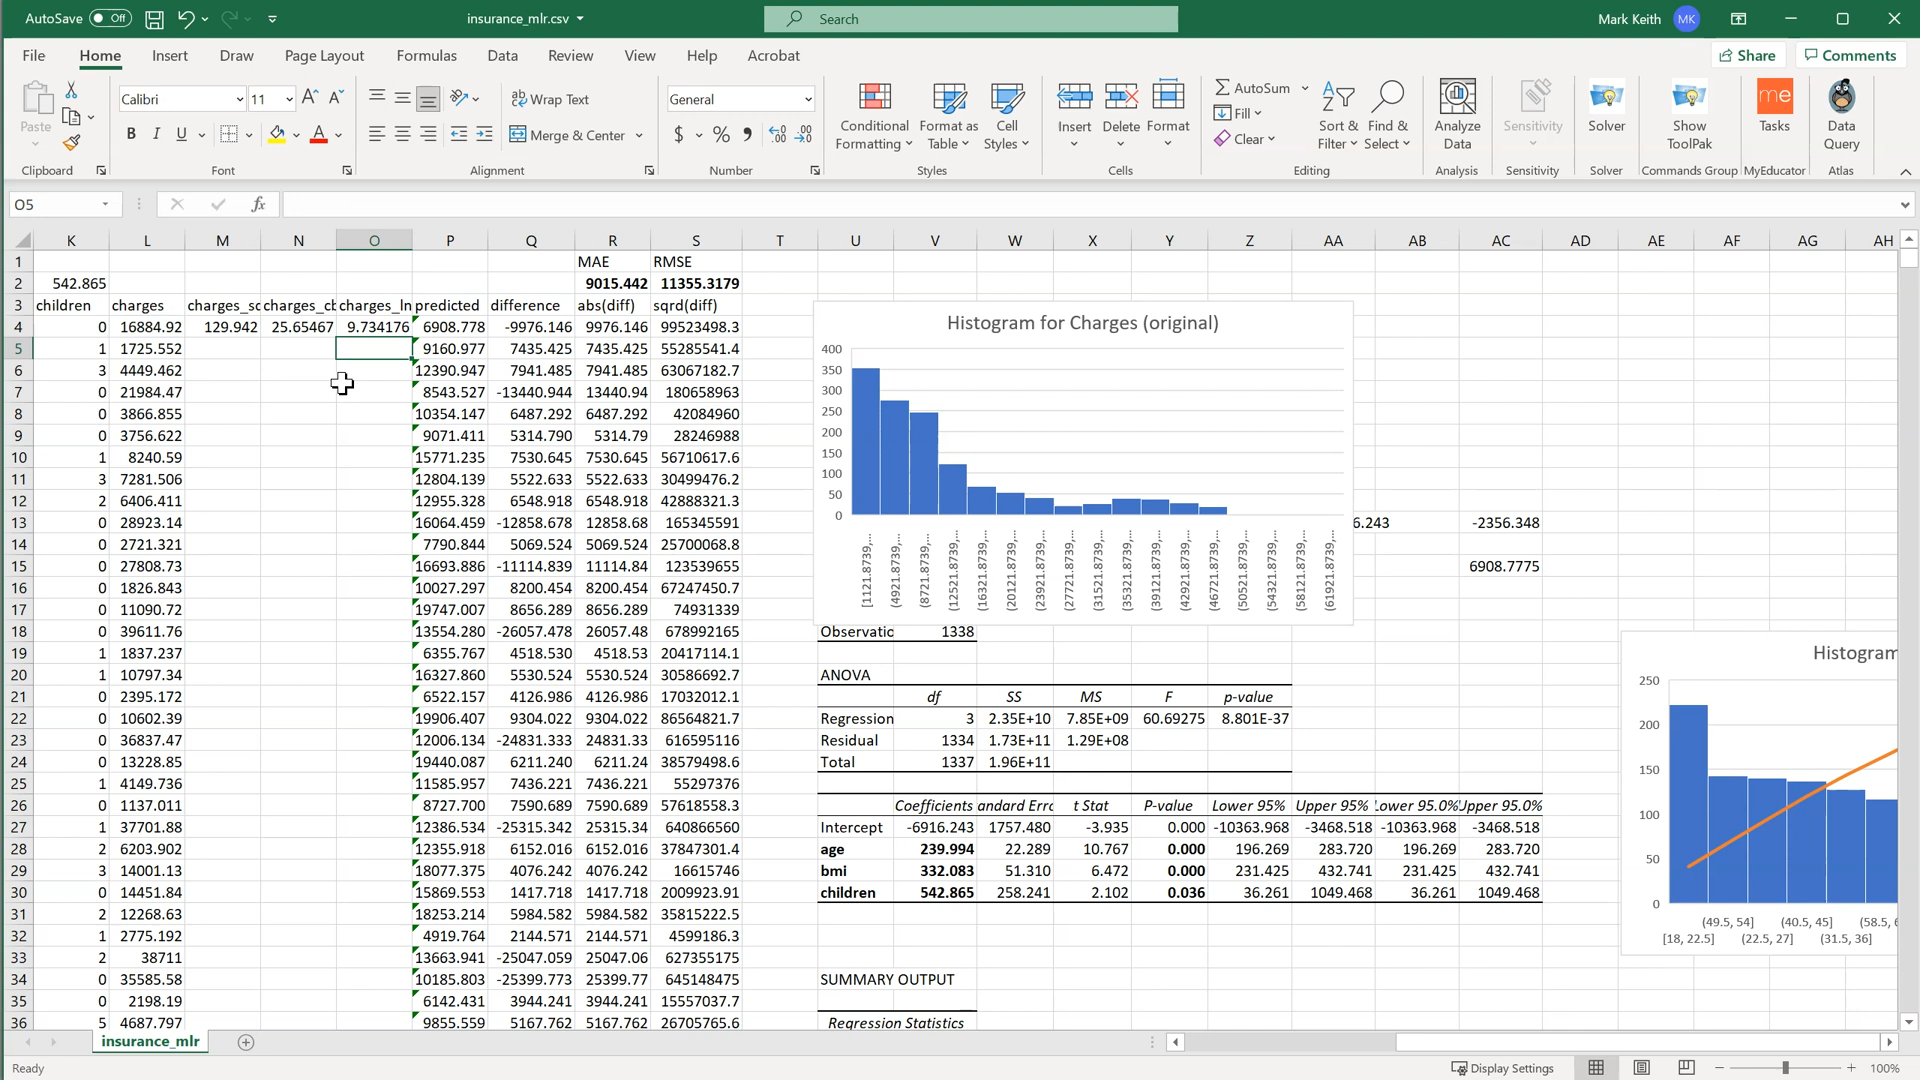 AutoSave Off insurance_mlr.csv Search Mark Keith MK
File Home Insert Draw Page Layout Formulas Data Review View Help Acrobat Share Comments
Paste Calibri 11 Wrap Text General AutoSum
B I U Merge & Center $ % Fill Clear
Conditional Formatting Format as Table Cell Styles Insert Delete Format Sort & Filter Find & Select Analyze Data Sensitivity Solver Show ToolPak me Tasks Data Query
Clipboard Font Alignment Number Styles Cells Editing Analysis Sensitivity Solver Commands Group MyEducator Atlas
O5 fx
K L M N O P Q R S T U V W X Y Z AA AB AC AD AE AF AG AH
1 MAE RMSE
2 542.865 9015.442 11355.3179
3 children charges charges_sc charges_cb charges_ln predicted difference abs(diff) sqrd(diff)
4 0 16884.92 129.942 25.65467 9.734176 6908.778 -9976.146 9976.146 99523498.3
5 1 1725.552 9160.977 7435.425 7435.425 55285541.4
6 3 4449.462 12390.947 7941.485 7941.485 63067182.7
7 0 21984.47 8543.527 -13440.944 13440.94 180658963
8 0 3866.855 10354.147 6487.292 6487.292 42084960
9 0 3756.622 9071.411 5314.790 5314.79 28246988
10 1 8240.59 15771.235 7530.645 7530.645 56710617.6
11 3 7281.506 12804.139 5522.633 5522.633 30499476.2
12 2 6406.411 12955.328 6548.918 6548.918 42888321.3
13 0 28923.14 16064.459 -12858.678 12858.68 165345591 6.243 -2356.348
14 0 2721.321 7790.844 5069.524 5069.524 25700068.8
15 0 27808.73 16693.886 -11114.839 11114.84 123539655 6908.7775
16 0 1826.843 10027.297 8200.454 8200.454 67247450.7
17 0 11090.72 19747.007 8656.289 8656.289 74931339
18 0 39611.76 13554.280 -26057.478 26057.48 678992165 Observatio 1338
19 1 1837.237 6355.767 4518.530 4518.53 20417114.1
20 1 10797.34 16327.860 5530.524 5530.524 30586692.7 ANOVA
21 0 2395.172 6522.157 4126.986 4126.986 17032012.1 df SS MS F p-value
22 0 10602.39 19906.407 9304.022 9304.022 86564821.7 Regression 3 2.35E+10 7.85E+09 60.69275 8.801E-37
23 0 36837.47 12006.134 -24831.333 24831.33 616595116 Residual 1334 1.73E+11 1.29E+08
24 0 13228.85 19440.087 6211.240 6211.24 38579498.6 Total 1337 1.96E+11
25 1 4149.736 11585.957 7436.221 7436.221 55297376
26 0 1137.011 8727.700 7590.689 7590.689 57618558.3 Coefficients andard Erro t Stat P-value Lower 95% Upper 95% Lower 95.0% Upper 95.0%
27 1 37701.88 12386.534 -25315.342 25315.34 640866560 Intercept -6916.243 1757.480 -3.935 0.000 -10363.968 -3468.518 -10363.968 -3468.518
28 2 6203.902 12355.918 6152.016 6152.016 37847301.4 age 239.994 22.289 10.767 0.000 196.269 283.720 196.269 283.720
29 3 14001.13 18077.375 4076.242 4076.242 16615746 bmi 332.083 51.310 6.472 0.000 231.425 432.741 231.425 432.741
30 0 14451.84 15869.553 1417.718 1417.718 2009923.91 children 542.865 258.241 2.102 0.036 36.261 1049.468 36.261 1049.468
31 2 12268.63 18253.214 5984.582 5984.582 35815222.5
32 1 2775.192 4919.764 2144.571 2144.571 4599186.3
33 2 38711 13663.941 -25047.059 25047.06 627355175
34 0 35585.58 10185.803 -25399.773 25399.77 645148475 SUMMARY OUTPUT
35 0 2198.19 6142.431 3944.241 3944.241 15557037.7
36 5 4687.797 9855.559 5167.762 5167.762 26705765.6 Regression Statistics
Histogram for Charges (original)
400
350
300
250
200
150
100
50
0
[1121.8739,... (4921.8739,... (8721.8739,... (12521.8739,... (16321.8739,... (20121.8739,... (23921.8739,... (27721.8739,... (31521.8739,... (35321.8739,... (39121.8739,... (42921.8739,... (46721.8739,... (50521.8739,... (54321.8739,... (58121.8739,... (61921.8739,...
Histogram
250
200
150
100
50
0
(49.5, 54] (40.5, 45] (58.5,
[18, 22.5] (22.5, 27] (31.5, 36]
insurance_mlr
Ready Display Settings 100%